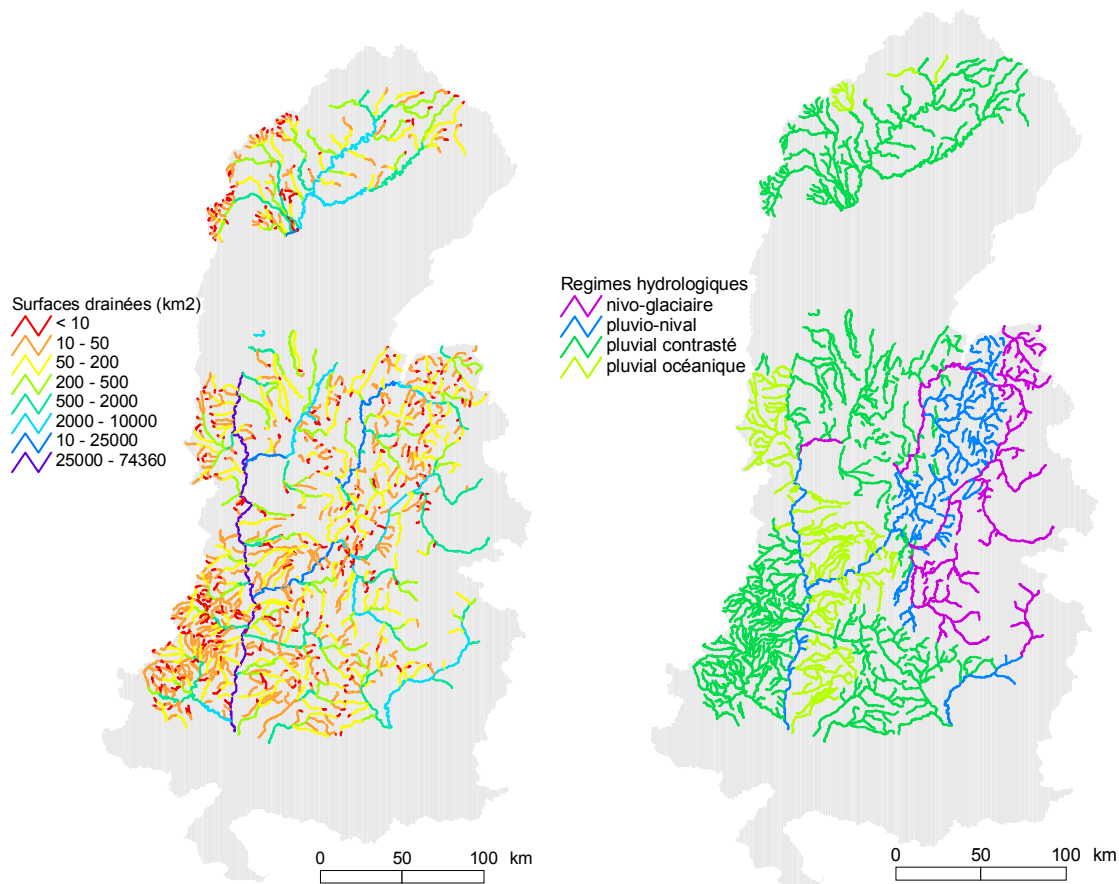 Surfaces drainées (km2)
< 10
10 - 50
50 - 200
200 - 500
500 - 2000
2000 - 10000
10 - 25000
25000 - 74360
0 50 100 km
Regimes hydrologiques
nivo-glaciaire
pluvio-nival
pluvial contrasté
pluvial océanique
0 50 100 km